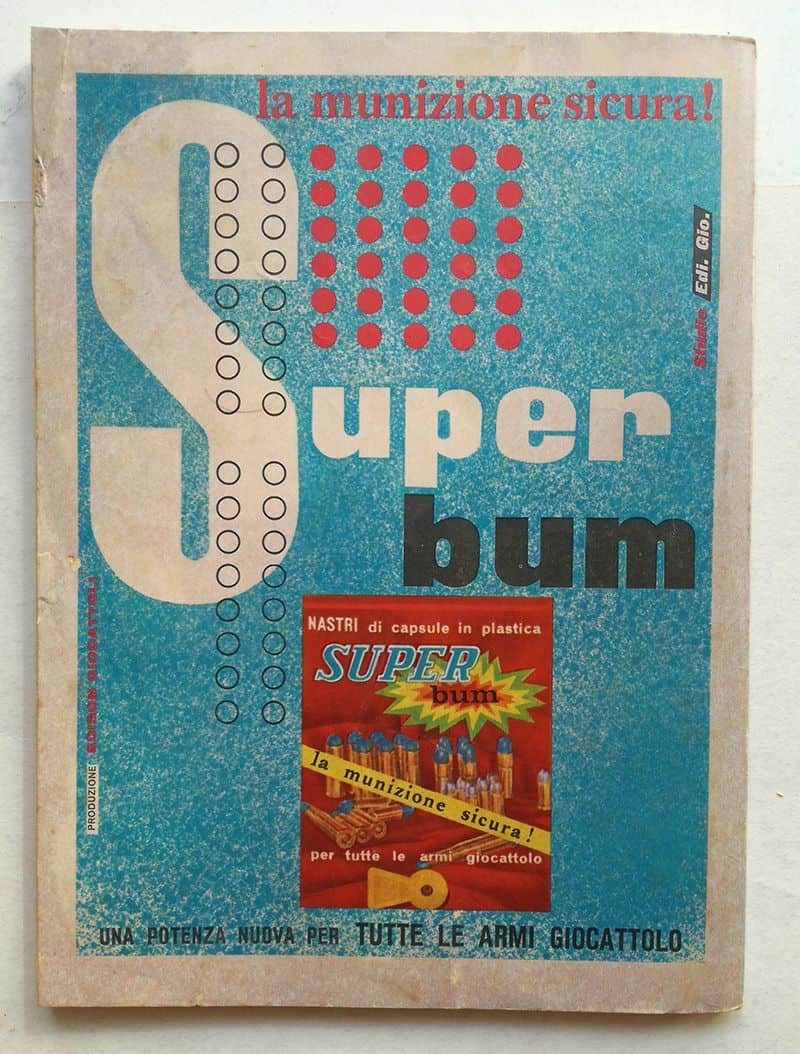 la munizione sicura!
Super
bum
Studio Edi. Gio.
PRODUZIONE EDISON GIOCATTOLI
NASTRI di capsule in plastica
SUPER
bum
la munizione sicura!
per tutte le armi giocattolo
UNA POTENZA NUOVA PER TUTTE LE ARMI GIOCATTOLO